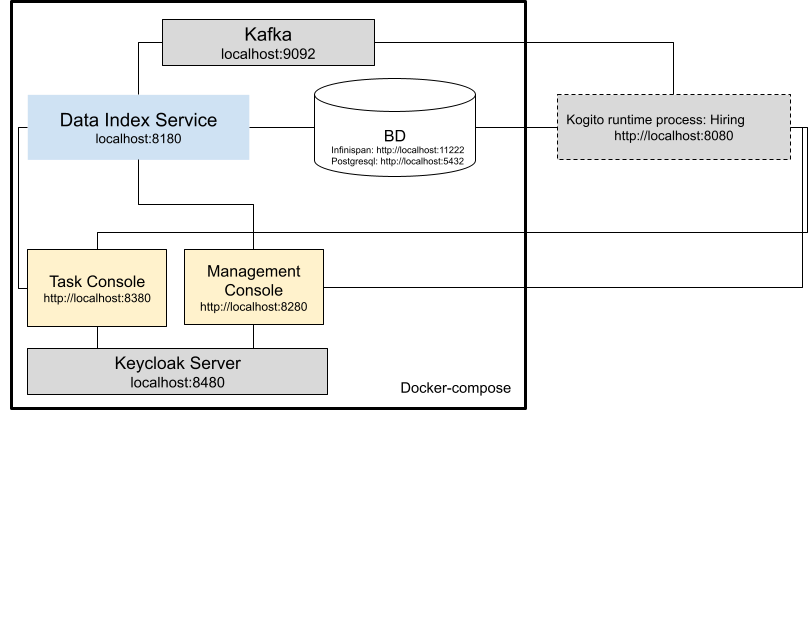 Kafka
localhost:9092
Data Index Service
localhost:8180
BD
Infinispan: http://localhost:11222
Postgresql: http://localhost:5432
Kogito runtime process: Hiring
http://localhost:8080
Task Console
http://localhost:8380
Management
Console
http://localhost:8280
Keycloak Server
localhost:8480
Docker-compose